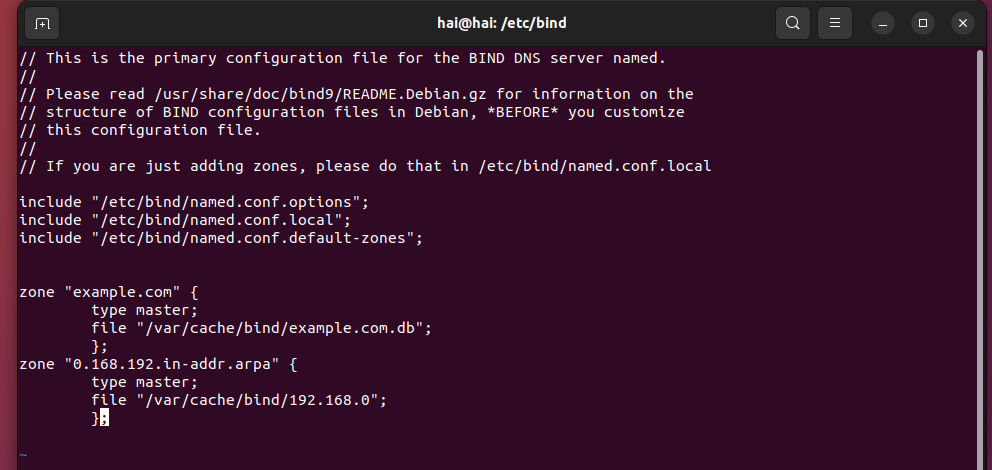 hai@hai: /etc/bind
// This is the primary configuration file for the BIND DNS server named.
//
// Please read /usr/share/doc/bind9/README.Debian.gz for information on the
// structure of BIND configuration files in Debian, *BEFORE* you customize
// this configuration file.
//
// If you are just adding zones, please do that in /etc/bind/named.conf.local
include "/etc/bind/named.conf.options";
include "/etc/bind/named.conf.local";
include "/etc/bind/named.conf.default-zones";
zone "example.com" {
        type master;
        file "/var/cache/bind/example.com.db";
        };
zone "0.168.192.in-addr.arpa" {
        type master;
        file "/var/cache/bind/192.168.0";
        };
~